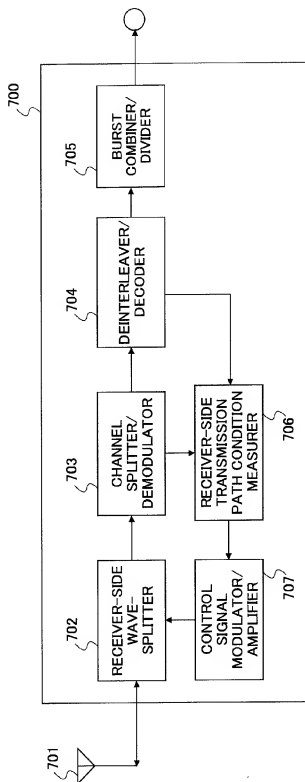 700
701
702
RECEIVER-SIDE
WAVE-
SPLITTER
703
CHANNEL
SPLITTER/
DEMODULATOR
704
DEINTERLEAVER/
DECODER
705
BURST
COMBINER/
DIVIDER
CONTROL
SIGNAL
MODULATOR/
AMPLIFIER
707
RECEIVER-SIDE
TRANSMISSION
PATH CONDITION
MEASURER
706